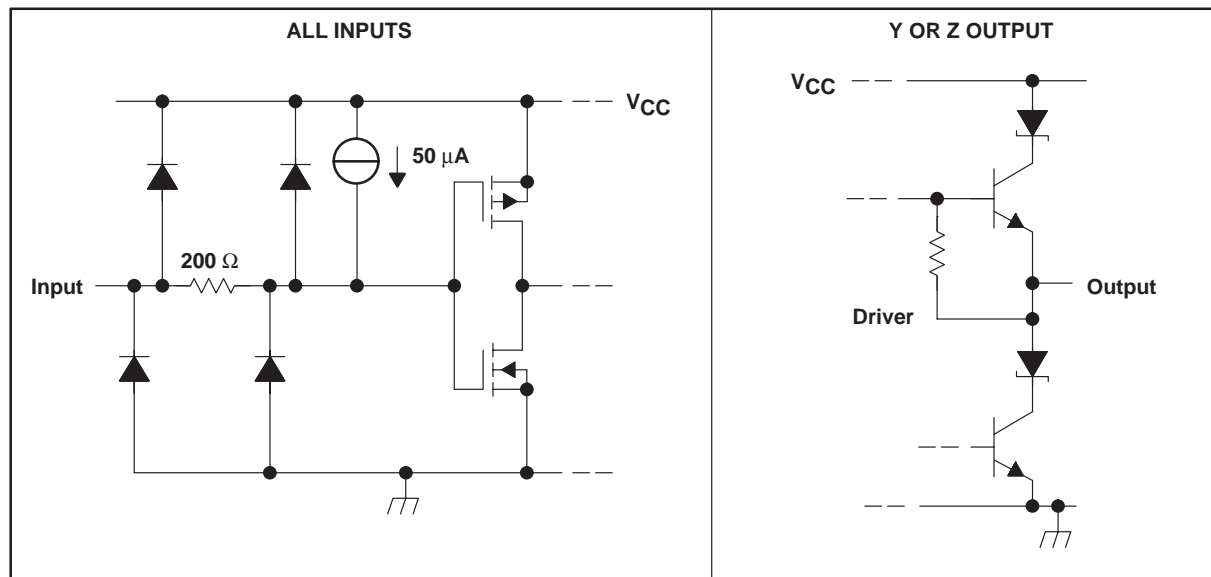 ALL INPUTS
VCC
50 μA
200 Ω
Input
Y OR Z OUTPUT
VCC
Output
Driver